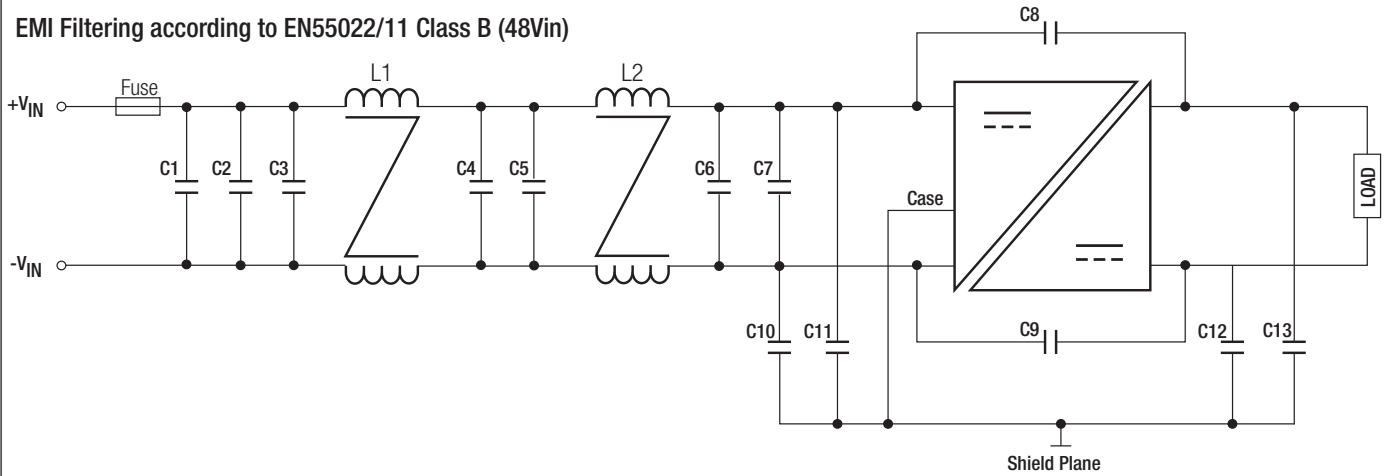 EMI Filtering according to EN55022/11 Class B (48Vin)
C8
Fuse
L1
L2
+VIN
C1
C2
C3
C4
C5
C6
C7
Case
LOAD
-VIN
C10
C11
C9
C12
C13
Shield Plane